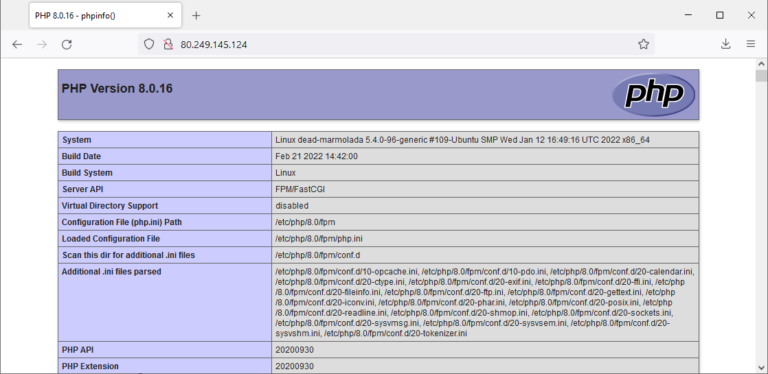 PHP 8.0.16 - phpinfo()
80.249.145.124
PHP Version 8.0.16
php
System Linux dead-marmolada 5.4.0-96-generic #109-Ubuntu SMP Wed Jan 12 16:49:16 UTC 2022 x86_64
Build Date Feb 21 2022 14:42:00
Build System Linux
Server API FPM/FastCGI
Virtual Directory Support disabled
Configuration File (php.ini) Path /etc/php/8.0/fpm
Loaded Configuration File /etc/php/8.0/fpm/php.ini
Scan this dir for additional .ini files /etc/php/8.0/fpm/conf.d
Additional .ini files parsed /etc/php/8.0/fpm/conf.d/10-opcache.ini, /etc/php/8.0/fpm/conf.d/10-pdo.ini, /etc/php/8.0/fpm/conf.d/20-calendar.ini,
/etc/php/8.0/fpm/conf.d/20-ctype.ini, /etc/php/8.0/fpm/conf.d/20-exif.ini, /etc/php/8.0/fpm/conf.d/20-ffi.ini, /etc/php
/8.0/fpm/conf.d/20-fileinfo.ini, /etc/php/8.0/fpm/conf.d/20-ftp.ini, /etc/php/8.0/fpm/conf.d/20-gettext.ini, /etc/php
/8.0/fpm/conf.d/20-iconv.ini, /etc/php/8.0/fpm/conf.d/20-phar.ini, /etc/php/8.0/fpm/conf.d/20-posix.ini, /etc/php
/8.0/fpm/conf.d/20-readline.ini, /etc/php/8.0/fpm/conf.d/20-shmop.ini, /etc/php/8.0/fpm/conf.d/20-sockets.ini,
/etc/php/8.0/fpm/conf.d/20-sysvmsg.ini, /etc/php/8.0/fpm/conf.d/20-sysvsem.ini, /etc/php/8.0/fpm/conf.d/20-
sysvshm.ini, /etc/php/8.0/fpm/conf.d/20-tokenizer.ini
PHP API 20200930
PHP Extension 20200930